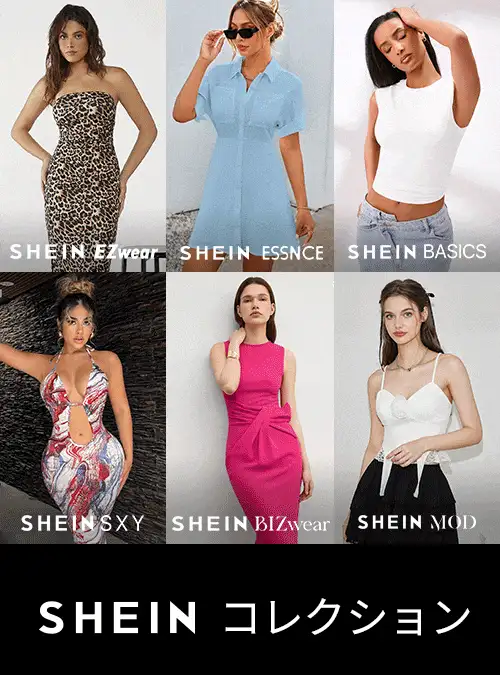 SHEIN EZwear
SHEIN ESSNCE
SHEIN BASICS
SHEIN SXY
SHEIN BIZwear
SHEIN MOD
SHEIN コレクション